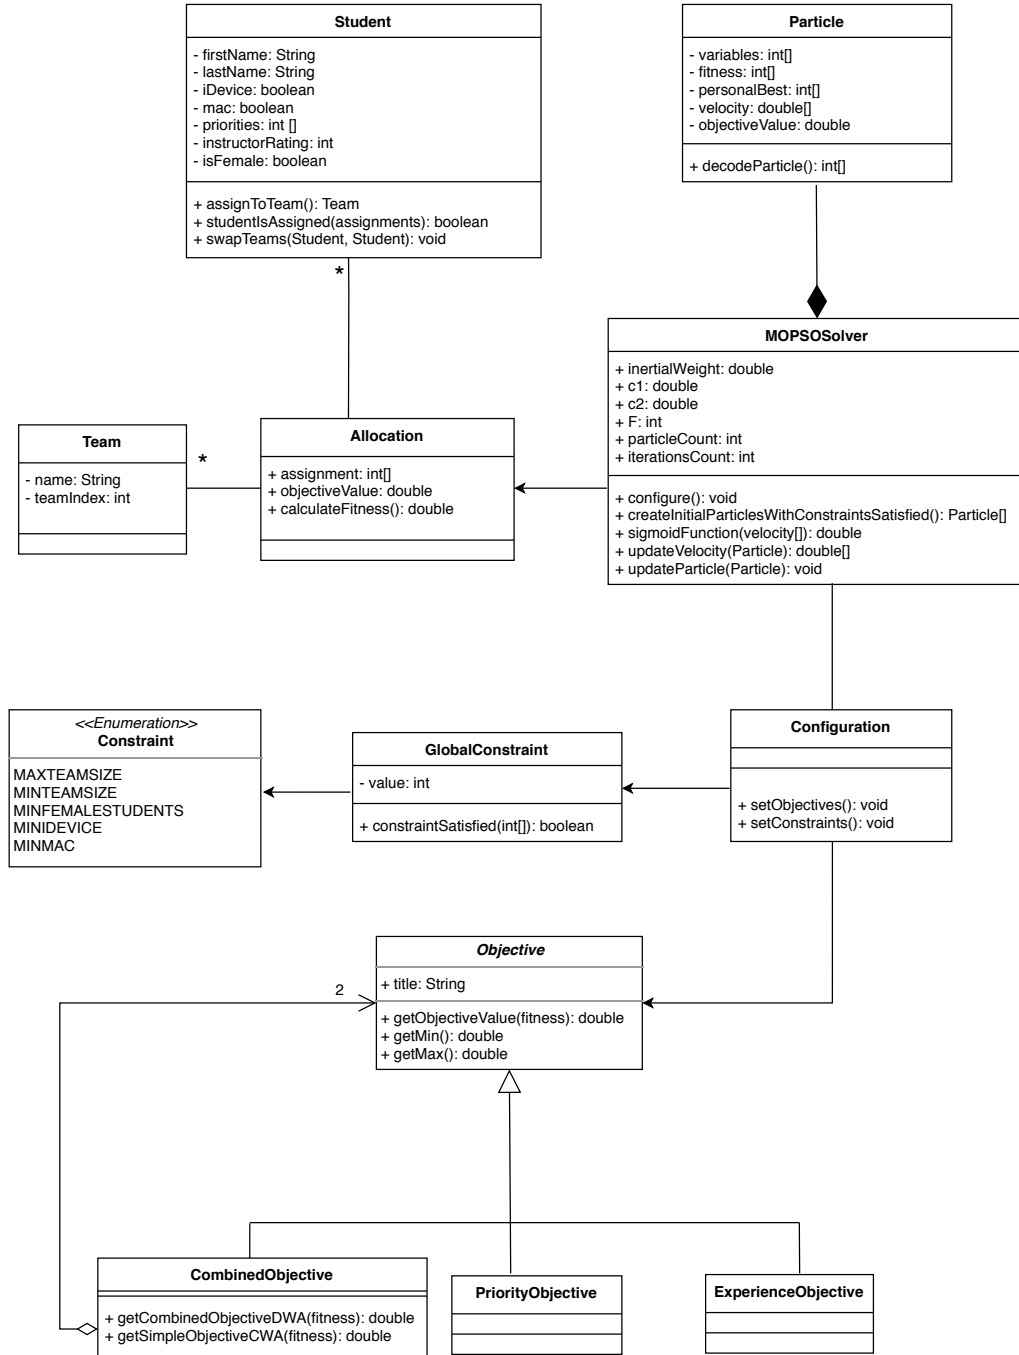 Student
- firstName: String
- lastName: String
- iDevice: boolean
- mac: boolean
- priorities: int []
- instructorRating: int
- isFemale: boolean
+ assignToTeam(): Team
+ studentIsAssigned(assignments): boolean
+ swapTeams(Student, Student): void
*
Particle
- variables: int[]
- fitness: int[]
- personalBest: int[]
- velocity: double[]
- objectiveValue: double
+ decodeParticle(): int[]
MOPSOSolver
+ inertialWeight: double
+ c1: double
+ c2: double
+ F: int
+ particleCount: int
+ iterationsCount: int
+ configure(): void
+ createInitialParticlesWithConstraintsSatisfied(): Particle[]
+ sigmoidFunction(velocity[]): double
+ updateVelocity(Particle): double[]
+ updateParticle(Particle): void
Team
- name: String
- teamIndex: int
*
Allocation
+ assignment: int[]
+ objectiveValue: double
+ calculateFitness(): double
<<Enumeration>>
Constraint
MAXTEAMSIZE
MINTEAMSIZE
MINFEMALESTUDENTS
MINIDEVICE
MINMAC
GlobalConstraint
- value: int
+ constraintSatisfied(int[]): boolean
Configuration
+ setObjectives(): void
+ setConstraints(): void
Objective
+ title: String
+ getObjectiveValue(fitness): double
+ getMin(): double
+ getMax(): double
2
CombinedObjective
+ getCombinedObjectiveDWA(fitness): double
+ getSimpleObjectiveCWA(fitness): double
PriorityObjective
ExperienceObjective